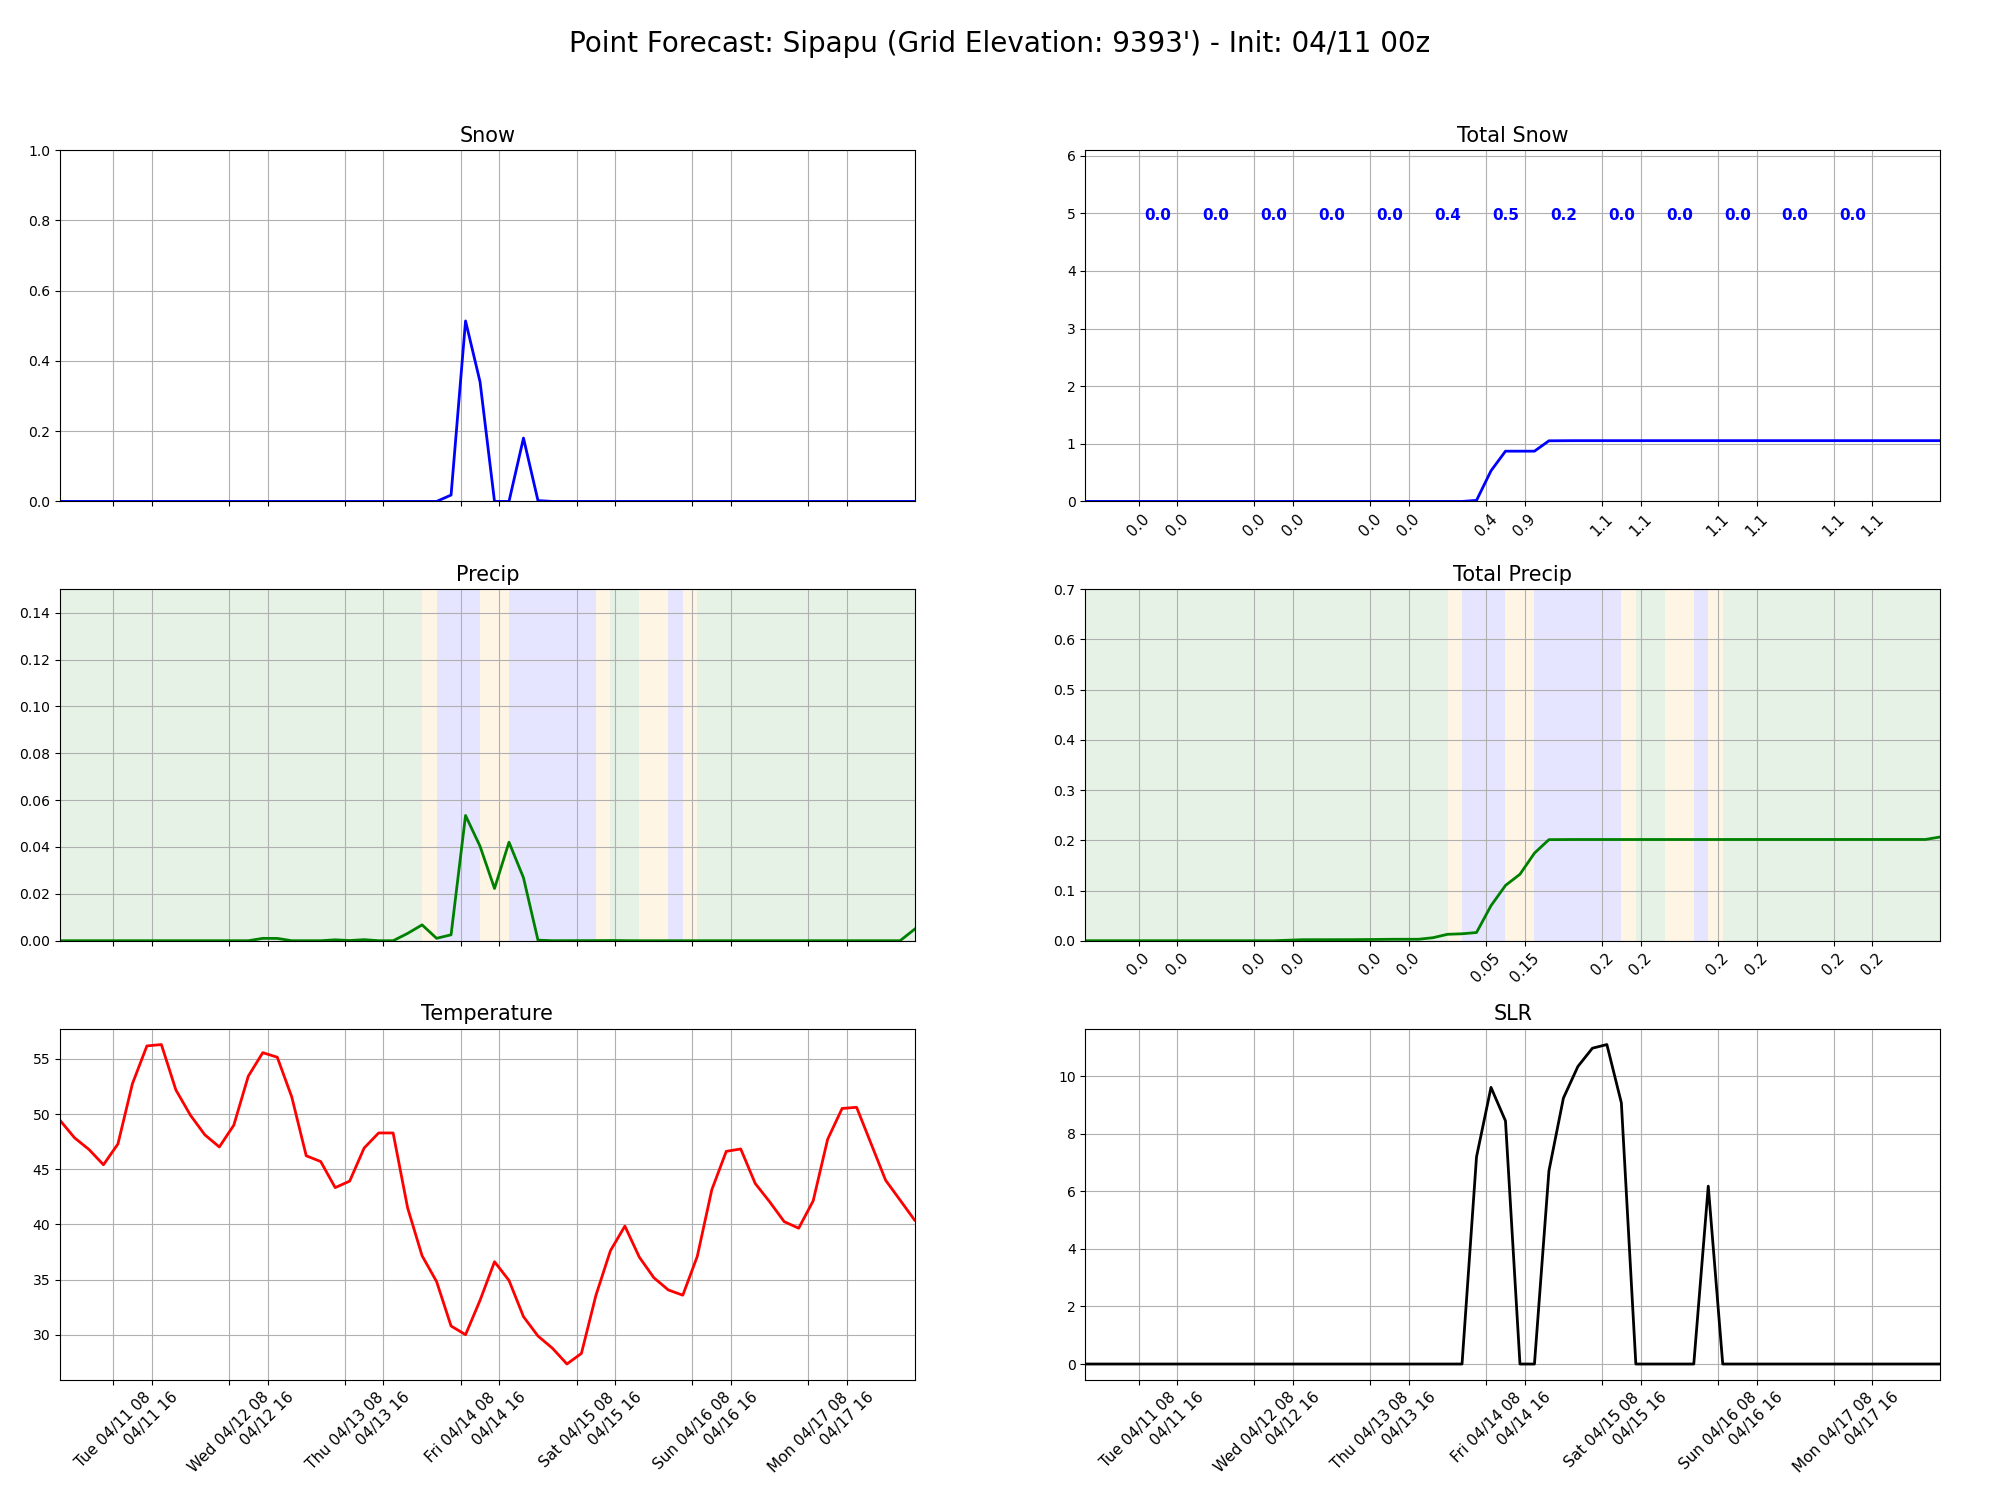 Point Forecast: Sipapu (Grid Elevation: 9393') - Init: 04/11 00z
Snow
1.0
0.8
0.6
0.4
0.2
0.0
Total Snow
6
5
4
3
2
1
0
0.0 0.0 0.0 0.0 0.0 0.4 0.5 0.2 0.0 0.0 0.0 0.0 0.0
0.0 0.0 0.0 0.0 0.0 0.0 0.4 0.9 1.1 1.1 1.1 1.1 1.1 1.1
Precip
0.14
0.12
0.10
0.08
0.06
0.04
0.02
0.00
Total Precip
0.7
0.6
0.5
0.4
0.3
0.2
0.1
0.0
0.0 0.0 0.0 0.0 0.0 0.0 0.05 0.15 0.2 0.2 0.2 0.2 0.2 0.2
Temperature
55
50
45
40
35
30
Tue 04/11 08
04/11 16
Wed 04/12 08
04/12 16
Thu 04/13 08
04/13 16
Fri 04/14 08
04/14 16
Sat 04/15 08
04/15 16
Sun 04/16 08
04/16 16
Mon 04/17 08
04/17 16
SLR
10
8
6
4
2
0
Tue 04/11 08
04/11 16
Wed 04/12 08
04/12 16
Thu 04/13 08
04/13 16
Fri 04/14 08
04/14 16
Sat 04/15 08
04/15 16
Sun 04/16 08
04/16 16
Mon 04/17 08
04/17 16